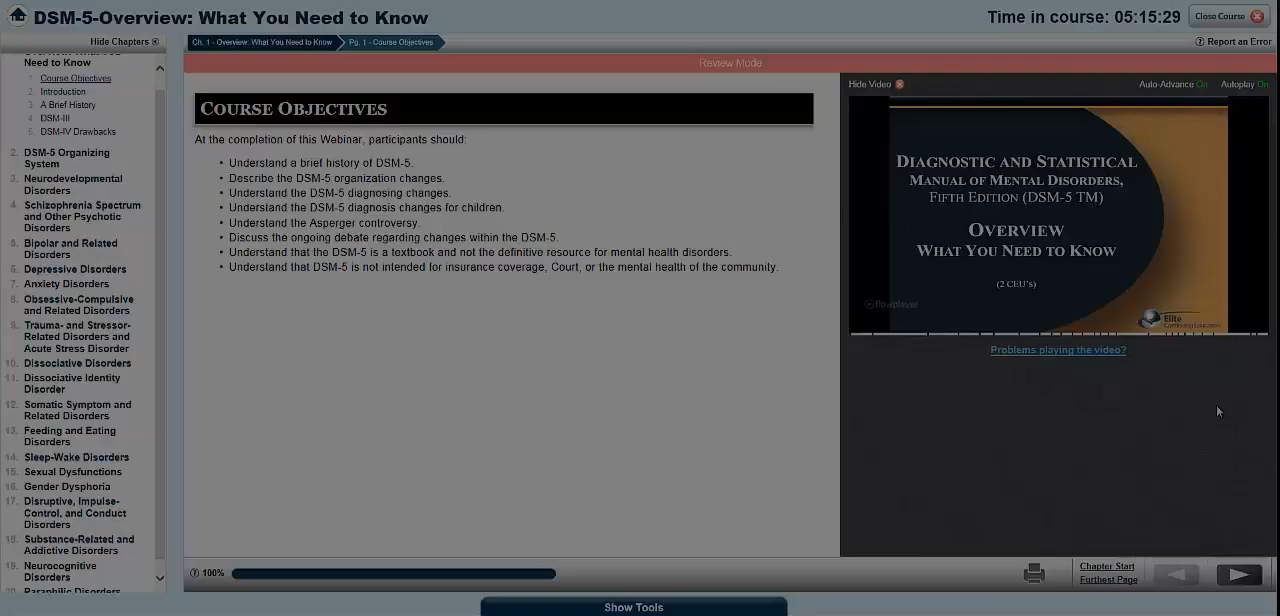 DSM-5-Overview: What You Need to Know
Time in course: 05:15:29
Close Course
Hide Chapters
Ch. 1 - Overview: What You Need to Know
Pg. 1 - Course Objectives
Report an Error
Need to Know
1. Course Objectives
2. Introduction
3. A Brief History
4. DSM-III
5. DSM-IV Drawbacks
2. DSM-5 Organizing
System
3. Neurodevelopmental
Disorders
4. Schizophrenia Spectrum
and Other Psychotic
Disorders
5. Bipolar and Related
Disorders
6. Depressive Disorders
7. Anxiety Disorders
8. Obsessive-Compulsive
and Related Disorders
9. Trauma- and Stressor-
Related Disorders and
Acute Stress Disorder
10. Dissociative Disorders
11. Dissociative Identity
Disorder
12. Somatic Symptom and
Related Disorders
13. Feeding and Eating
Disorders
14. Sleep-Wake Disorders
15. Sexual Dysfunctions
16. Gender Dysphoria
17. Disruptive, Impulse-
Control, and Conduct
Disorders
18. Substance-Related and
Addictive Disorders
19. Neurocognitive
Disorders
20. Paraphilic Disorders
Review Mode
COURSE OBJECTIVES
At the completion of this Webinar, participants should:
• Understand a brief history of DSM-5.
• Describe the DSM-5 organization changes.
• Understand the DSM-5 diagnosing changes.
• Understand the DSM-5 diagnosis changes for children.
• Understand the Asperger controversy.
• Discuss the ongoing debate regarding changes within the DSM-5.
• Understand that the DSM-5 is a textbook and not the definitive resource for mental health disorders.
• Understand that DSM-5 is not intended for insurance coverage, Court, or the mental health of the community.
Hide Video
Auto-Advance On
Autoplay On
DIAGNOSTIC AND STATISTICAL
MANUAL OF MENTAL DISORDERS,
FIFTH EDITION (DSM-5 TM)
OVERVIEW
WHAT YOU NEED TO KNOW
(2 CEU's)
flowplayer
Elite
Continuing Education
Problems playing the video?
100%
Chapter Start
Furthest Page
Show Tools